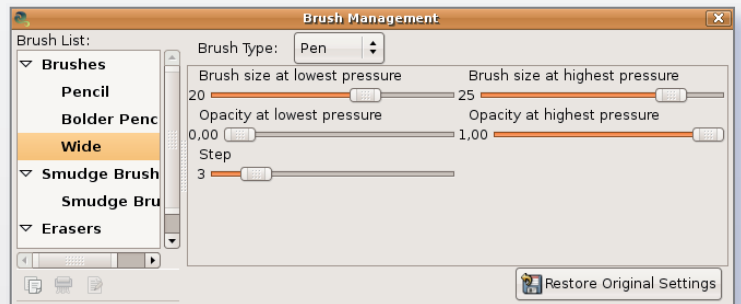 Brush Management
Brush List:
Brushes
Pencil
Bolder Penc
Wide
Smudge Brush
Smudge Bru
Erasers
Brush Type: Pen
Brush size at lowest pressure
20
Brush size at highest pressure
25
Opacity at lowest pressure
0,00
Opacity at highest pressure
1,00
Step
3
Restore Original Settings